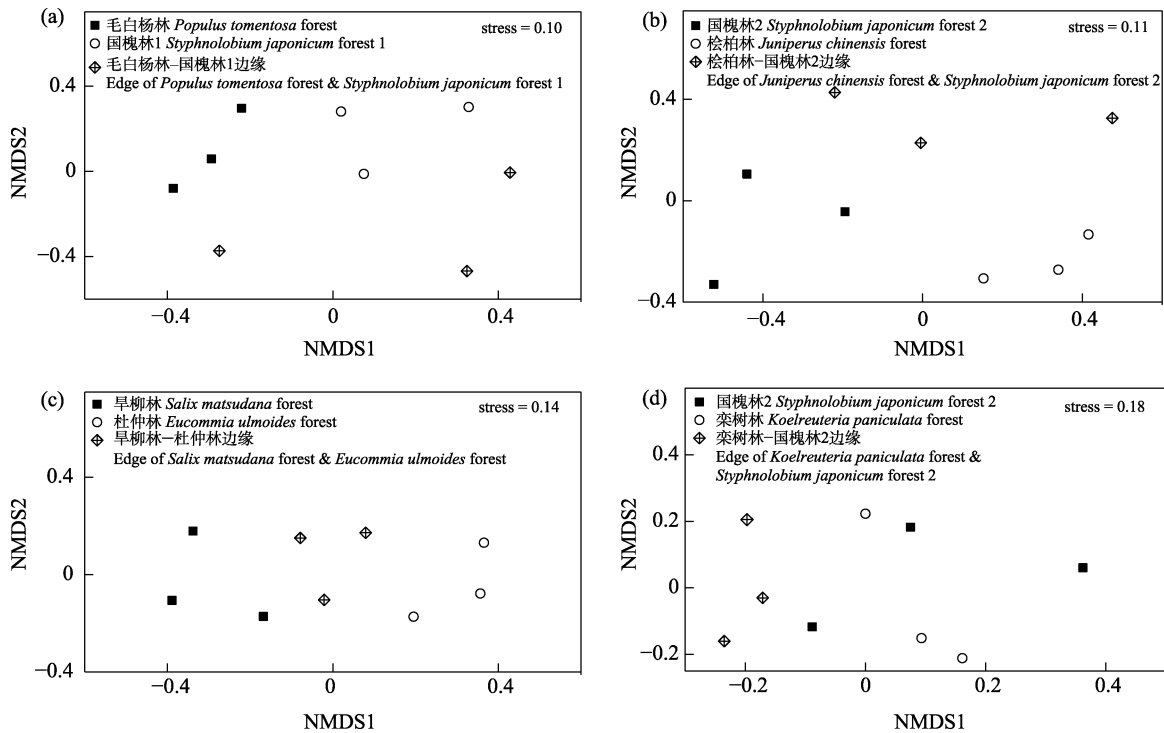 (a)
毛白杨林 Populus tomentosa forest
stress = 0.10
国槐林1 Styphnolobium japonicum forest 1
毛白杨林–国槐林1边缘
Edge of Populus tomentosa forest & Styphnolobium japonicum forest 1
0.4
0
−0.4
NMDS2
−0.4
0
0.4
NMDS1
(b)
国槐林2 Styphnolobium japonicum forest 2
stress = 0.11
桧柏林 Juniperus chinensis forest
桧柏林–国槐林2边缘
Edge of Juniperus chinensis forest & Styphnolobium japonicum forest 2
0.4
0
−0.4
NMDS2
−0.4
0
0.4
NMDS1
(c)
旱柳林 Salix matsudana forest
stress = 0.14
杜仲林 Eucommia ulmoides forest
旱柳林–杜仲林边缘
Edge of Salix matsudana forest & Eucommia ulmoides forest
0.4
0
−0.4
NMDS2
−0.4
0
0.4
NMDS1
(d)
国槐林2 Styphnolobium japonicum forest 2
stress = 0.18
栾树林 Koelreuteria paniculata forest
栾树林–国槐林2边缘
Edge of Koelreuteria paniculata forest &
Styphnolobium japonicum forest 2
0.4
0.2
0
−0.2
NMDS2
−0.2
0
0.2
0.4
NMDS1